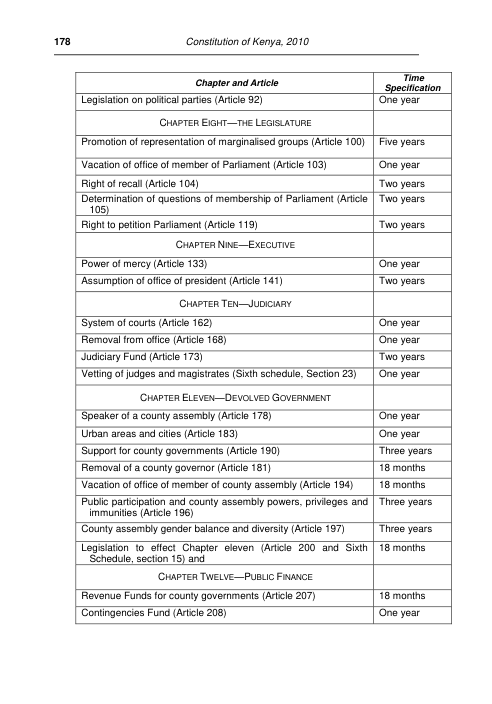 178 Constitution of Kenya, 2010
Chapter and Article Time
Specification
Legislation on political parties (Article 92) One year
CHAPTER EIGHT—THE LEGISLATURE
Promotion of representation of marginalised groups (Article 100) Five years
Vacation of office of member of Parliament (Article 103) One year
Right of recall (Article 104) Two years
Determination of questions of membership of Parliament (Article Two years
105)
Right to petition Parliament (Article 119) Two years
CHAPTER NINE—EXECUTIVE
Power of mercy (Article 133) One year
Assumption of office of president (Article 141) Two years
CHAPTER TEN—JUDICIARY
System of courts (Article 162) One year
Removal from office (Article 168) One year
Judiciary Fund (Article 173) Two years
Vetting of judges and magistrates (Sixth schedule, Section 23) One year
CHAPTER ELEVEN—DEVOLVED GOVERNMENT
Speaker of a county assembly (Article 178) One year
Urban areas and cities (Article 183) One year
Support for county governments (Article 190) Three years
Removal of a county governor (Article 181) 18 months
Vacation of office of member of county assembly (Article 194) 18 months
Public participation and county assembly powers, privileges and Three years
immunities (Article 196)
County assembly gender balance and diversity (Article 197) Three years
Legislation to effect Chapter eleven (Article 200 and Sixth 18 months
Schedule, section 15) and
CHAPTER TWELVE—PUBLIC FINANCE
Revenue Funds for county governments (Article 207) 18 months
Contingencies Fund (Article 208) One year